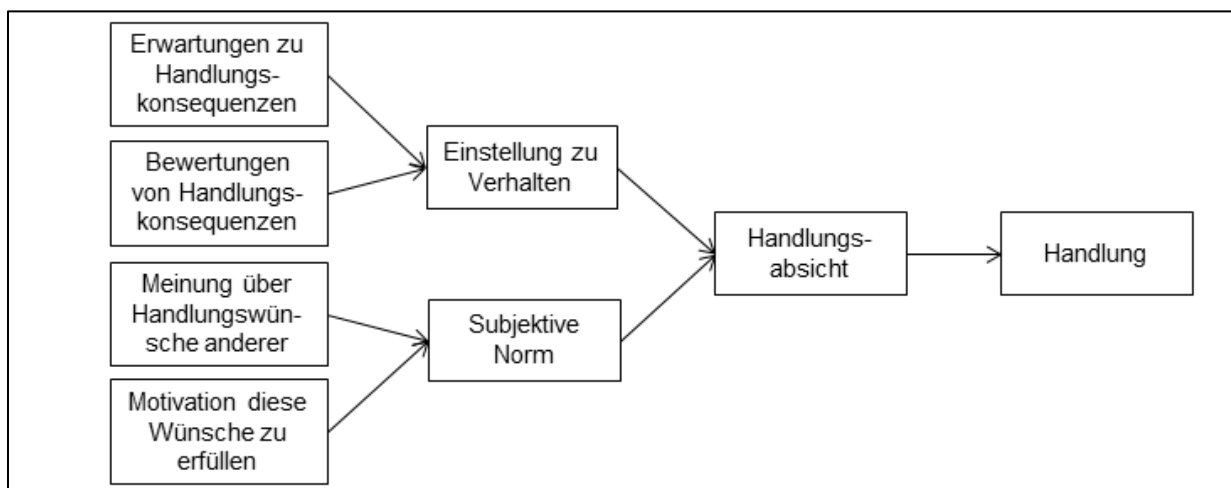 Erwartungen zu
Handlungs-
konsequenzen
Bewertungen
von Handlungs-
konsequenzen
Meinung über
Handlungswün-
sche anderer
Motivation diese
Wünsche zu
erfüllen
Einstellung zu
Verhalten
Subjektive
Norm
Handlungs-
absicht
Handlung